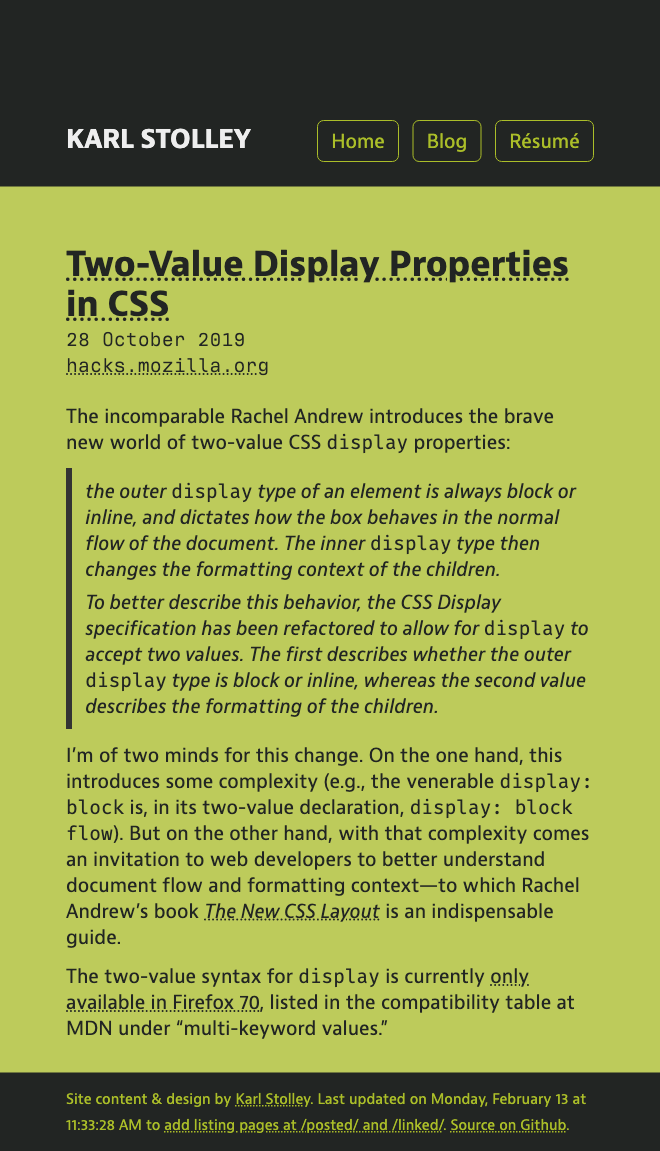 KARL STOLLEY
Home
Blog
Résumé
Two-Value Display Properties
in CSS
28 October 2019
hacks.mozilla.org
The incomparable Rachel Andrew introduces the brave
new world of two-value CSS display properties:
the outer display type of an element is always block or
inline, and dictates how the box behaves in the normal
flow of the document. The inner display type then
changes the formatting context of the children.
To better describe this behavior, the CSS Display
specification has been refactored to allow for display to
accept two values. The first describes whether the outer
display type is block or inline, whereas the second value
describes the formatting of the children.
I’m of two minds for this change. On the one hand, this
introduces some complexity (e.g., the venerable display:
block is, in its two-value declaration, display: block
flow). But on the other hand, with that complexity comes
an invitation to web developers to better understand
document flow and formatting context—to which Rachel
Andrew’s book The New CSS Layout is an indispensable
guide.
The two-value syntax for display is currently only
available in Firefox 70, listed in the compatibility table at
MDN under “multi-keyword values.”
Site content & design by Karl Stolley. Last updated on Monday, February 13 at
11:33:28 AM to add listing pages at /posted/ and /linked/. Source on Github.